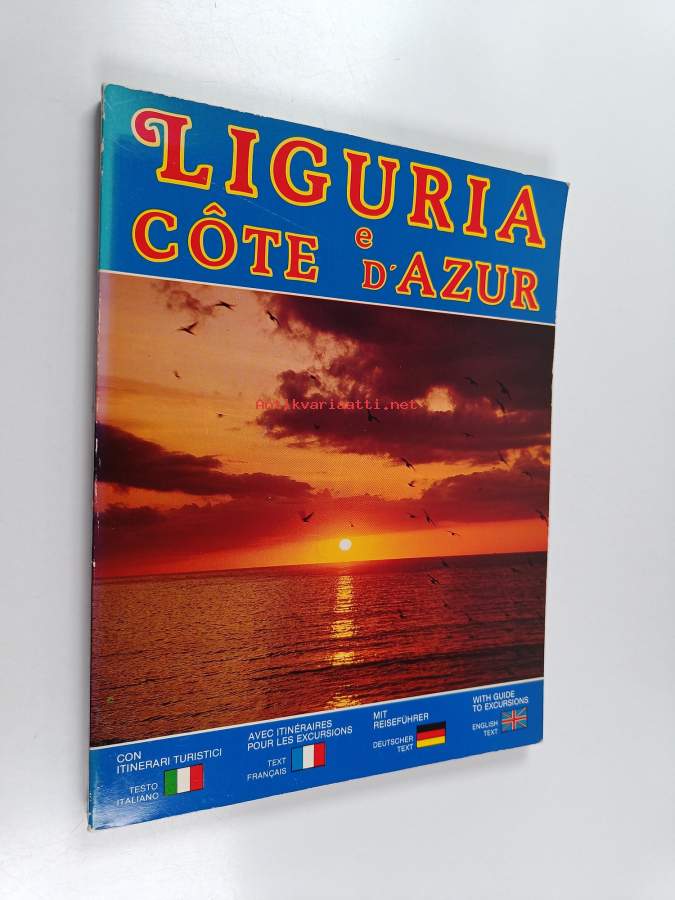 LIGURIA
e
CÔTE D'AZUR
Antikvariaatti.net
CON
ITINERARI TURISTICI
TESTO
ITALIANO
AVEC ITINÉRAIRES
POUR LES EXCURSIONS
TEXT
FRANÇAIS
MIT
REISEFÜHRER
DEUTSCHER
TEXT
WITH GUIDE
TO EXCURSIONS
ENGLISH
TEXT